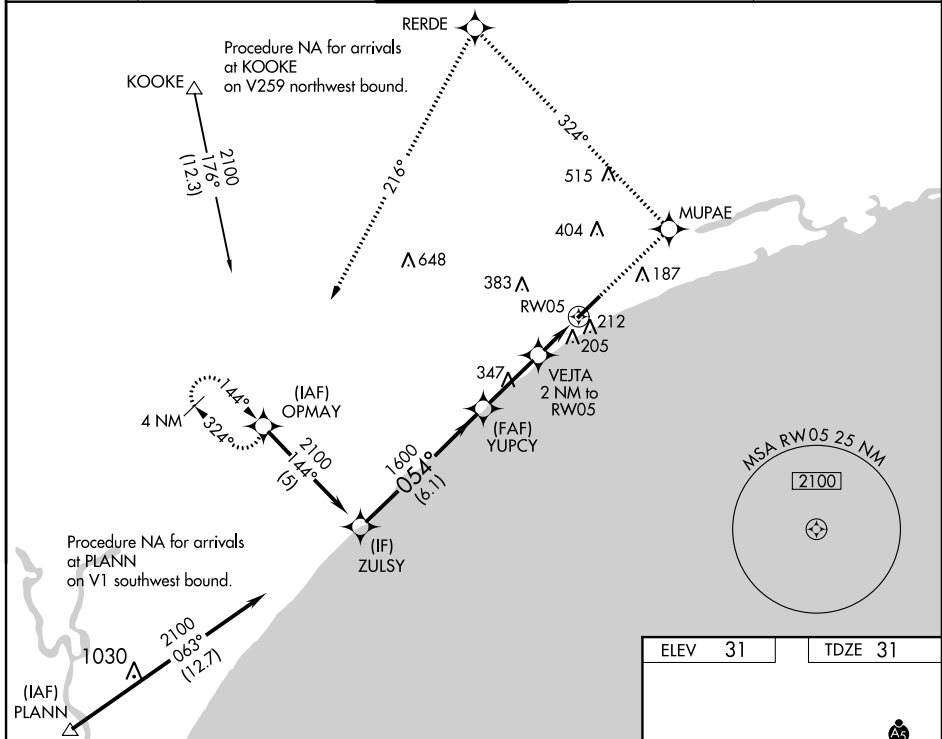 RERDE
Procedure NA for arrivals
at KOOKE
on V259 northwest bound.
KOOKE
2100
176°
(12.3)
216°
324°
515
MUPAE
404
648
383
187
RW05
212
205
347
VEJTA
2 NM to
RW05
(FAF)
YUPCY
(IAF)
OPMAY
144°
4 NM
324°
2100
144°
(5)
1600
054°
(6.1)
(IF)
ZULSY
MSA RW05 25 NM
2100
Procedure NA for arrivals
at PLANN
on V1 southwest bound.
2100
063°
(12.7)
1030
(IAF)
PLANN
ELEV 31
TDZE 31
A5